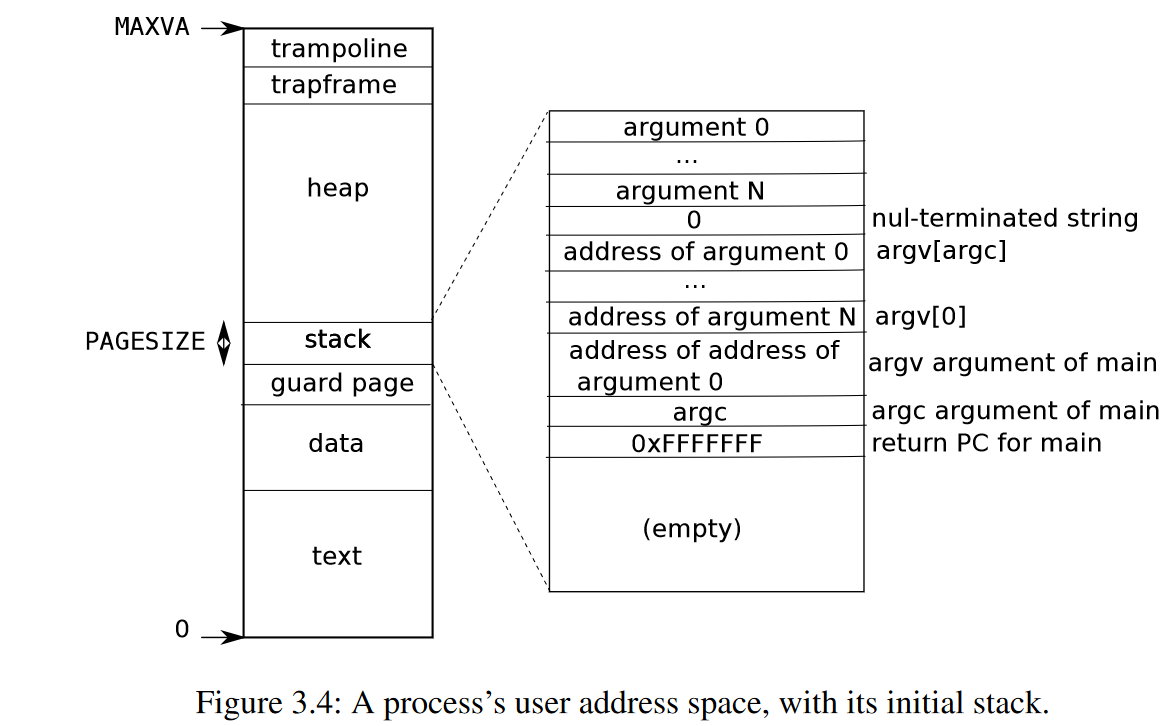 MAXVA
trampoline
trapframe
heap
PAGESIZE
stack
guard page
data
text
0
argument 0
...
argument N
0
nul-terminated string
address of argument 0
argv[argc]
...
address of argument N
argv[0]
address of address of
argument 0
argv argument of main
argc
argc argument of main
0xFFFFFFF
return PC for main
(empty)
Figure 3.4: A process’s user address space, with its initial stack.